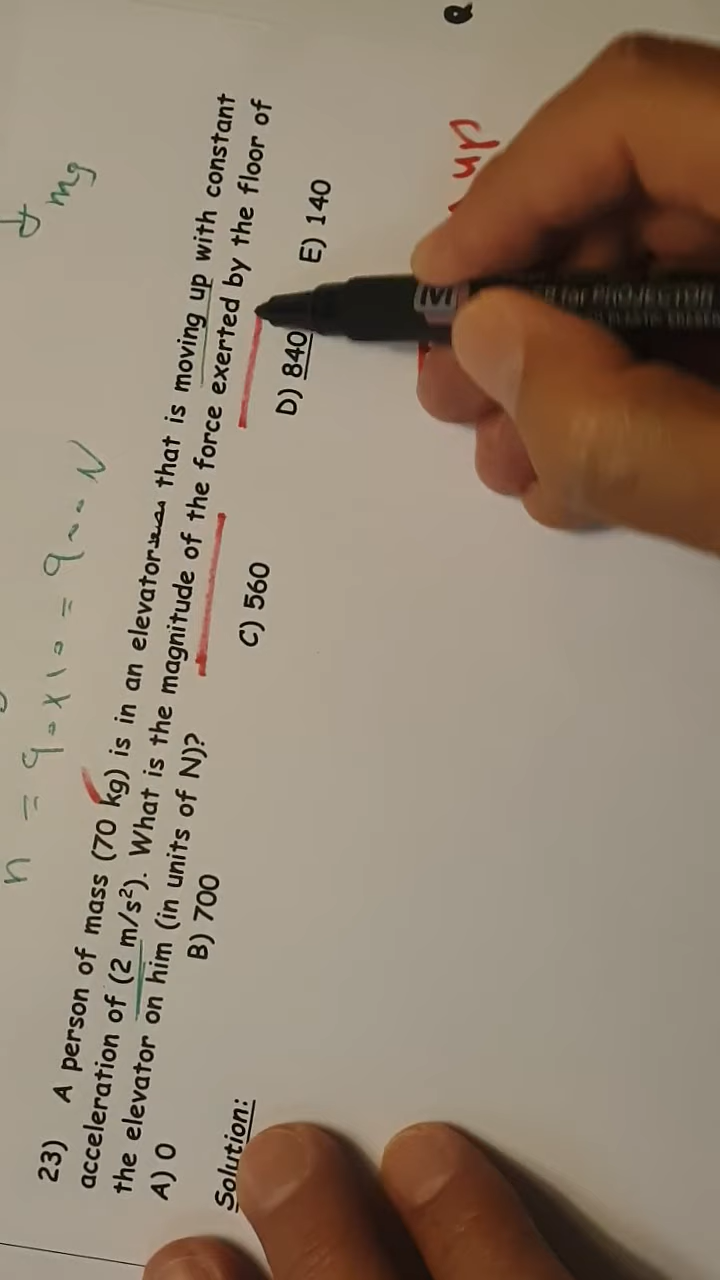 mg
n = 90x10 = 900 N
23) A person of mass (70 kg) is in an elevator that is moving up with constant
acceleration of (2 m/s²). What is the magnitude of the force exerted by the floor of
the elevator on him (in units of N)?
A) 0 B) 700 C) 560 D) 840 E) 140
Solution:
up